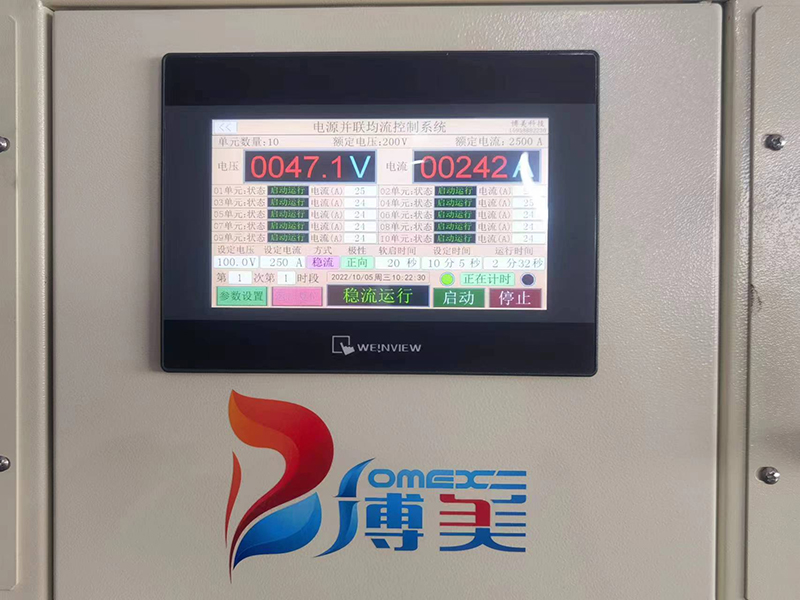 <<
电源并联均流控制系统
博美科技
单元数量:10 额定电压:200V 额定电流:2500 A
电压 0047.1V 电流 00242 A
01单元:状态 启动运行 电流(A) 25 02单元:状态 启动运行 电流(A)
03单元:状态 启动运行 电流(A) 24 04单元:状态 启动运行 电流(A) 25
05单元:状态 启动运行 电流(A) 24 06单元:状态 启动运行 电流(A) 24
07单元:状态 启动运行 电流(A) 24 08单元:状态 启动运行 电流(A) 24
09单元:状态 启动运行 电流(A) 24 10单元:状态 启动运行 电流(A) 24
设定电压 设定电流 方式 极性 软启时间 设定时间 运行时间
100.0V 250 A 稳流 正向 20 秒 10 分 5 秒 2 分32秒
第 1 次第 1 时段 2022/10/05 周三 10:22:30 正在计时
参数设置 稳流运行 启动 停止
WE!NVIEW
OMEXE
博美